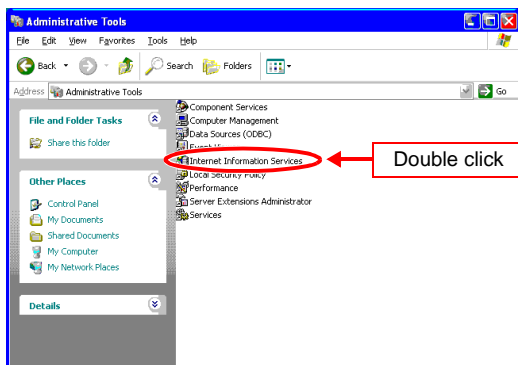 Administrative Tools
File Edit View Favorites Tools Help
Back Search Folders
Address Administrative Tools Go
File and Folder Tasks
Share this folder
Other Places
Control Panel
My Documents
Shared Documents
My Computer
My Network Places
Details
Component Services
Computer Management
Data Sources (ODBC)
Internet Information Services
Local Security Policy
Performance
Server Extensions Administrator
Services
Double click